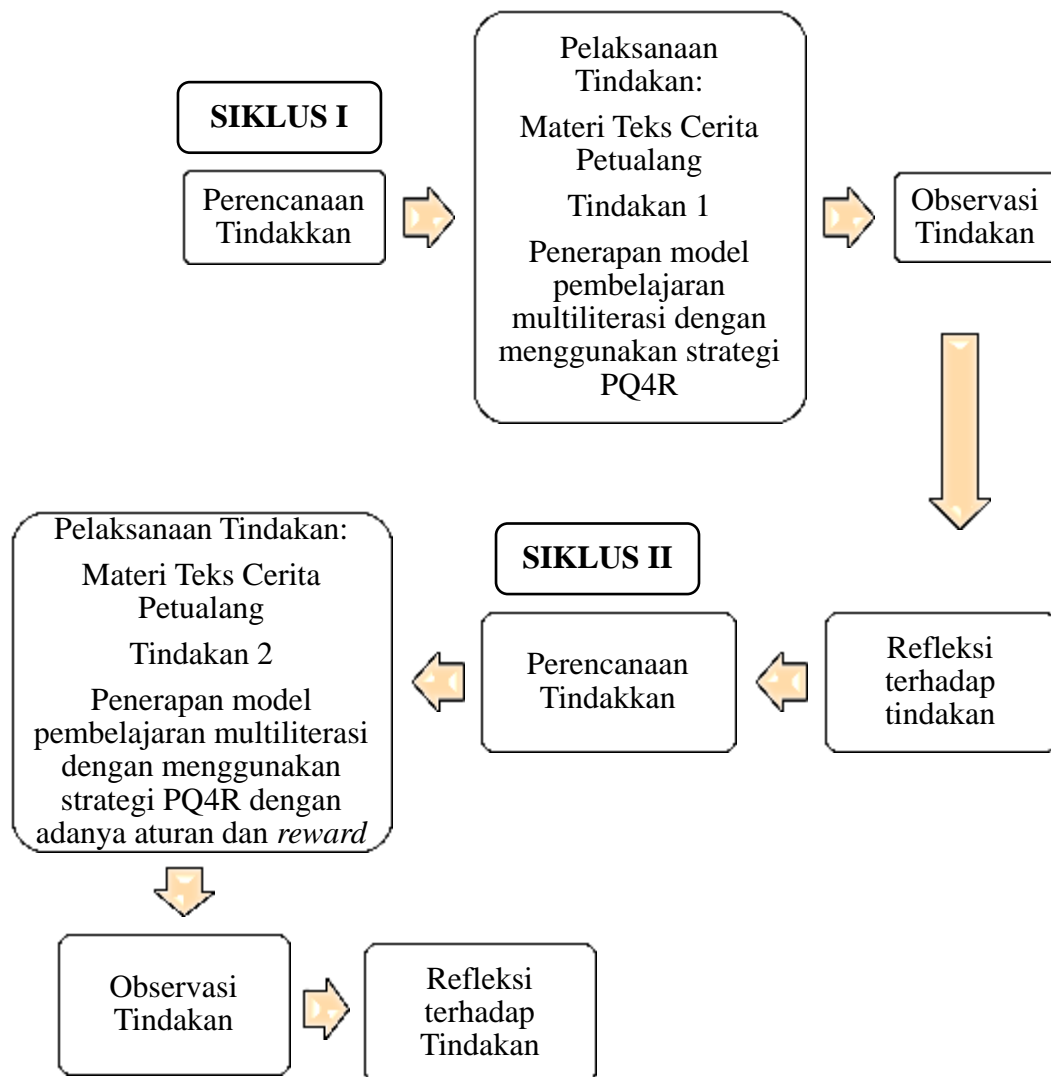 SIKLUS I
Perencanaan
Tindakkan
Pelaksanaan
Tindakan:
Materi Teks Cerita
Petualang
Tindakan 1
Penerapan model
pembelajaran
multiliterasi dengan
menggunakan strategi
PQ4R
Observasi
Tindakan
Refleksi
terhadap
tindakan
SIKLUS II
Perencanaan
Tindakkan
Pelaksanaan Tindakan:
Materi Teks Cerita
Petualang
Tindakan 2
Penerapan model
pembelajaran multiliterasi
dengan menggunakan
strategi PQ4R dengan
adanya aturan dan reward
Observasi
Tindakan
Refleksi
terhadap
Tindakan